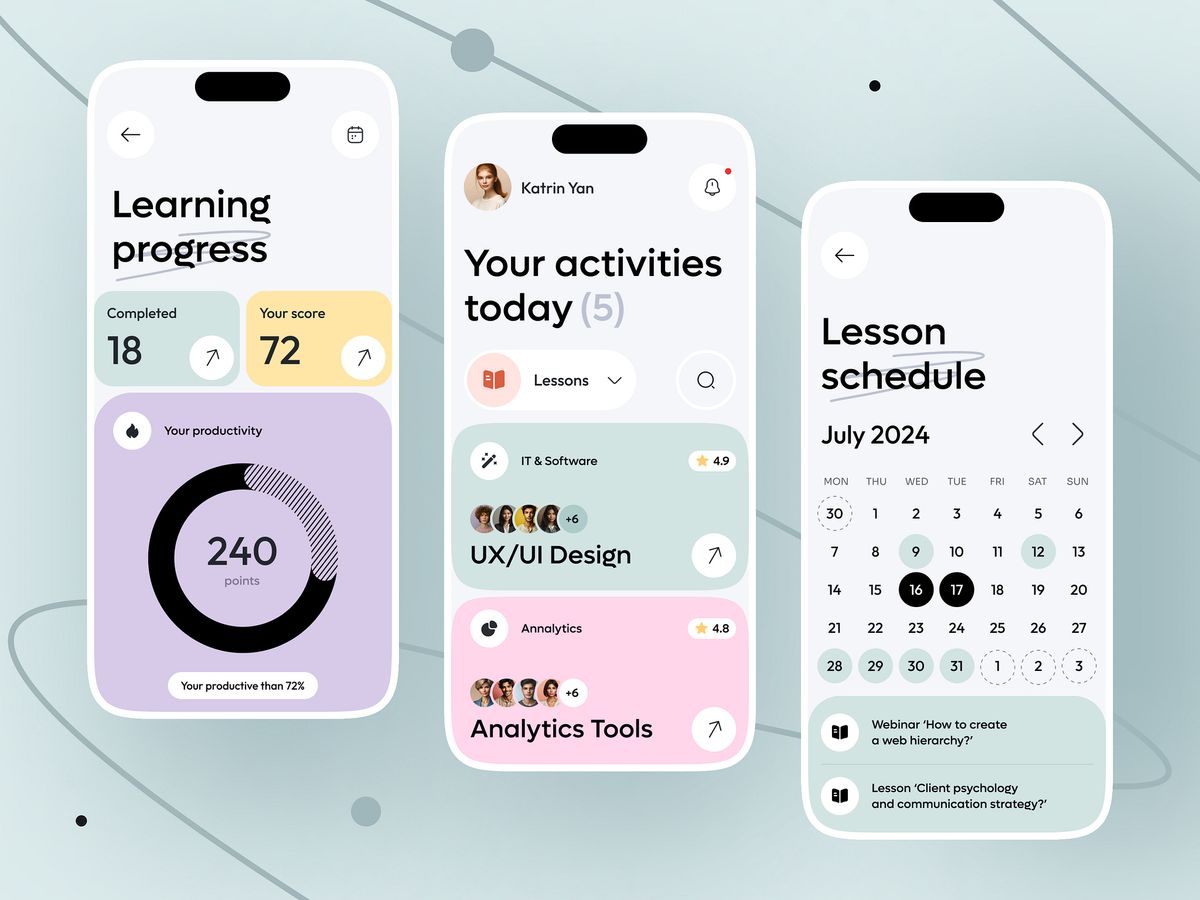 Learning
progress
Completed
18
Your score
72
Your productivity
240
points
Your productive than 72%
Katrin Yan
Your activities
today (5)
Lessons
IT & Software
4.9
+6
UX/UI Design
Annalytics
4.8
+6
Analytics Tools
Lesson
schedule
July 2024
MON THU WED TUE FRI SAT SUN
30 1 2 3 4 5 6
7 8 9 10 11 12 13
14 15 16 17 18 19 20
21 22 23 24 25 26 27
28 29 30 31 1 2 3
Webinar ‘How to create
a web hierarchy?’
Lesson ‘Client psychology
and communication strategy?’